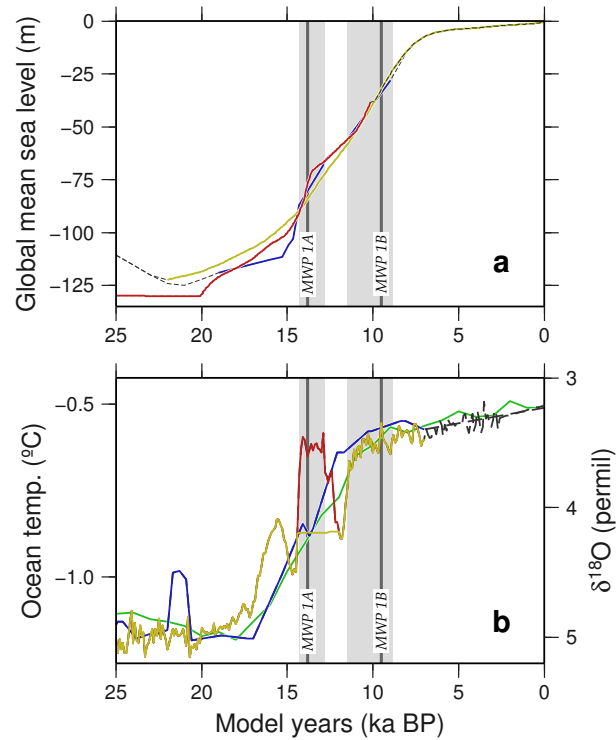 0
−25
−50
−75
−100
−125
Global mean sea level (m)
MWP 1A
MWP 1B
a
25 20 15 10 5 0
−0.5
−1.0
Ocean temp. (ºC)
3
4
5
δ18O (permill)
MWP 1A
MWP 1B
b
25 20 15 10 5 0
Model years (ka BP)